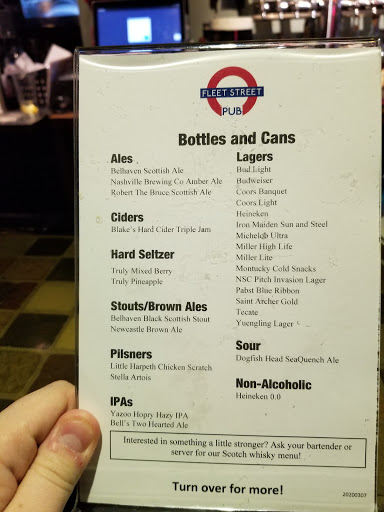 FLEET STREET
PUB
Bottles and Cans
Ales
Belhaven Scottish Ale
Nashville Brewing Co Amber Ale
Robert The Bruce Scottish Ale
Ciders
Blake's Hard Cider Triple Jam
Hard Seltzer
Truly Mixed Berry
Truly Pineapple
Stouts/Brown Ales
Belhaven Black Scottish Stout
Newcastle Brown Ale
Pilsners
Little Harpeth Chicken Scratch
Stella Artois
IPAs
Yazoo Hopry Hazy IPA
Bell's Two Hearted Ale
Lagers
Bud Light
Budweiser
Coors Banquet
Coors Light
Heineken
Iron Maiden Sun and Steel
Michelob Ultra
Miller High Life
Miller Lite
Montucky Cold Snacks
NSC Pitch Invasion Lager
Pabst Blue Ribbon
Saint Archer Gold
Tecate
Yuengling Lager
Sour
Dogfish Head SeaQuench Ale
Non-Alcoholic
Heineken 0.0
Interested in something a little stronger? Ask your bartender or
server for our Scotch whisky menu!
Turn over for more!
20200307